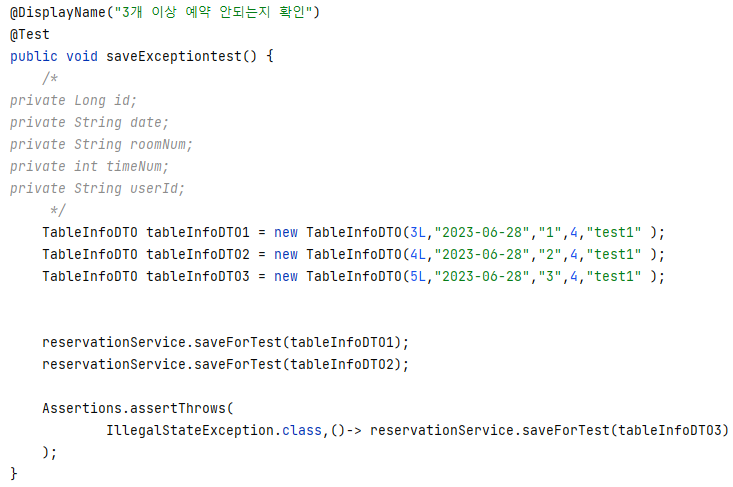 @DisplayName("3개 이상 예약 안되는지 확인")
@Test
public void saveExceptiontest() {
/*
private Long id;
private String date;
private String roomNum;
private int timeNum;
private String userId;
*/
TableInfoDTO tableInfoDTO1 = new TableInfoDTO(3L,"2023-06-28","1",4,"test1" );
TableInfoDTO tableInfoDTO2 = new TableInfoDTO(4L,"2023-06-28","2",4,"test1" );
TableInfoDTO tableInfoDTO3 = new TableInfoDTO(5L,"2023-06-28","3",4,"test1" );
reservationService.saveForTest(tableInfoDTO1);
reservationService.saveForTest(tableInfoDTO2);
Assertions.assertThrows(
IllegalStateException.class,()-> reservationService.saveForTest(tableInfoDTO3)
);
}